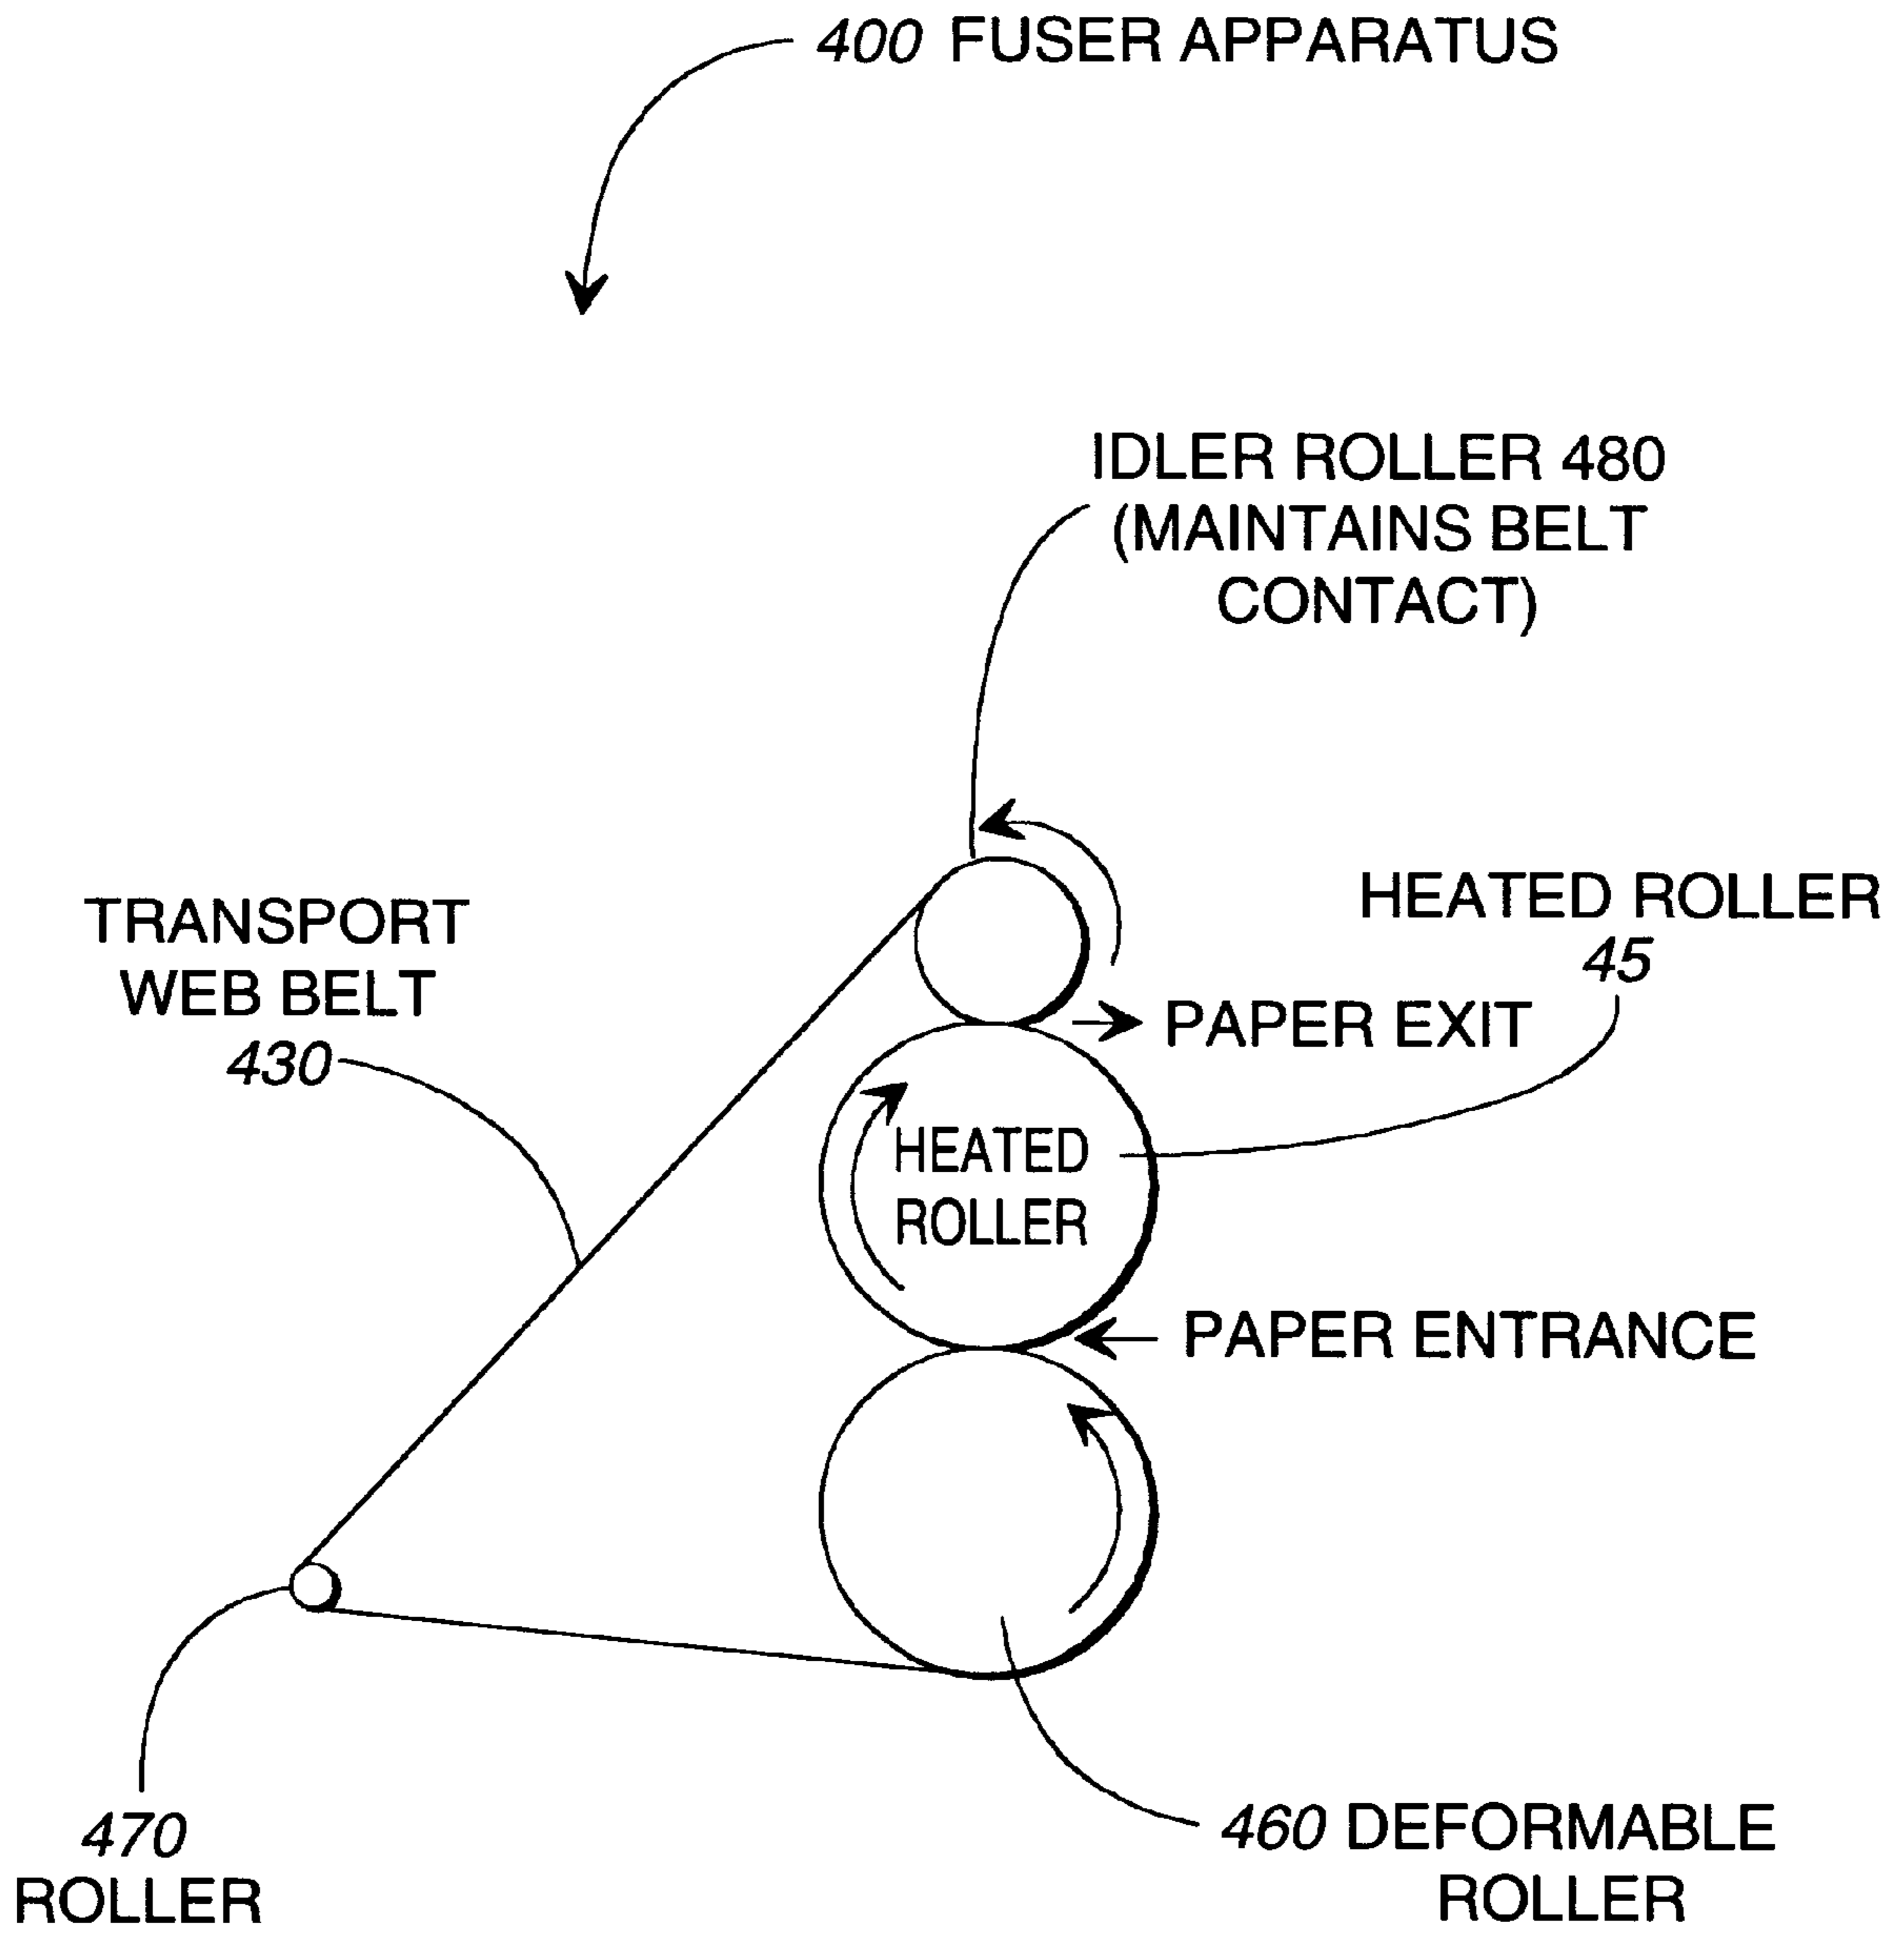 400 FUSER APPARATUS
IDLER ROLLER 480
(MAINTAINS BELT
CONTACT)
HEATED ROLLER
45
TRANSPORT
WEB BELT
430
PAPER EXIT
HEATED
ROLLER
PAPER ENTRANCE
470
ROLLER
460 DEFORMABLE
ROLLER